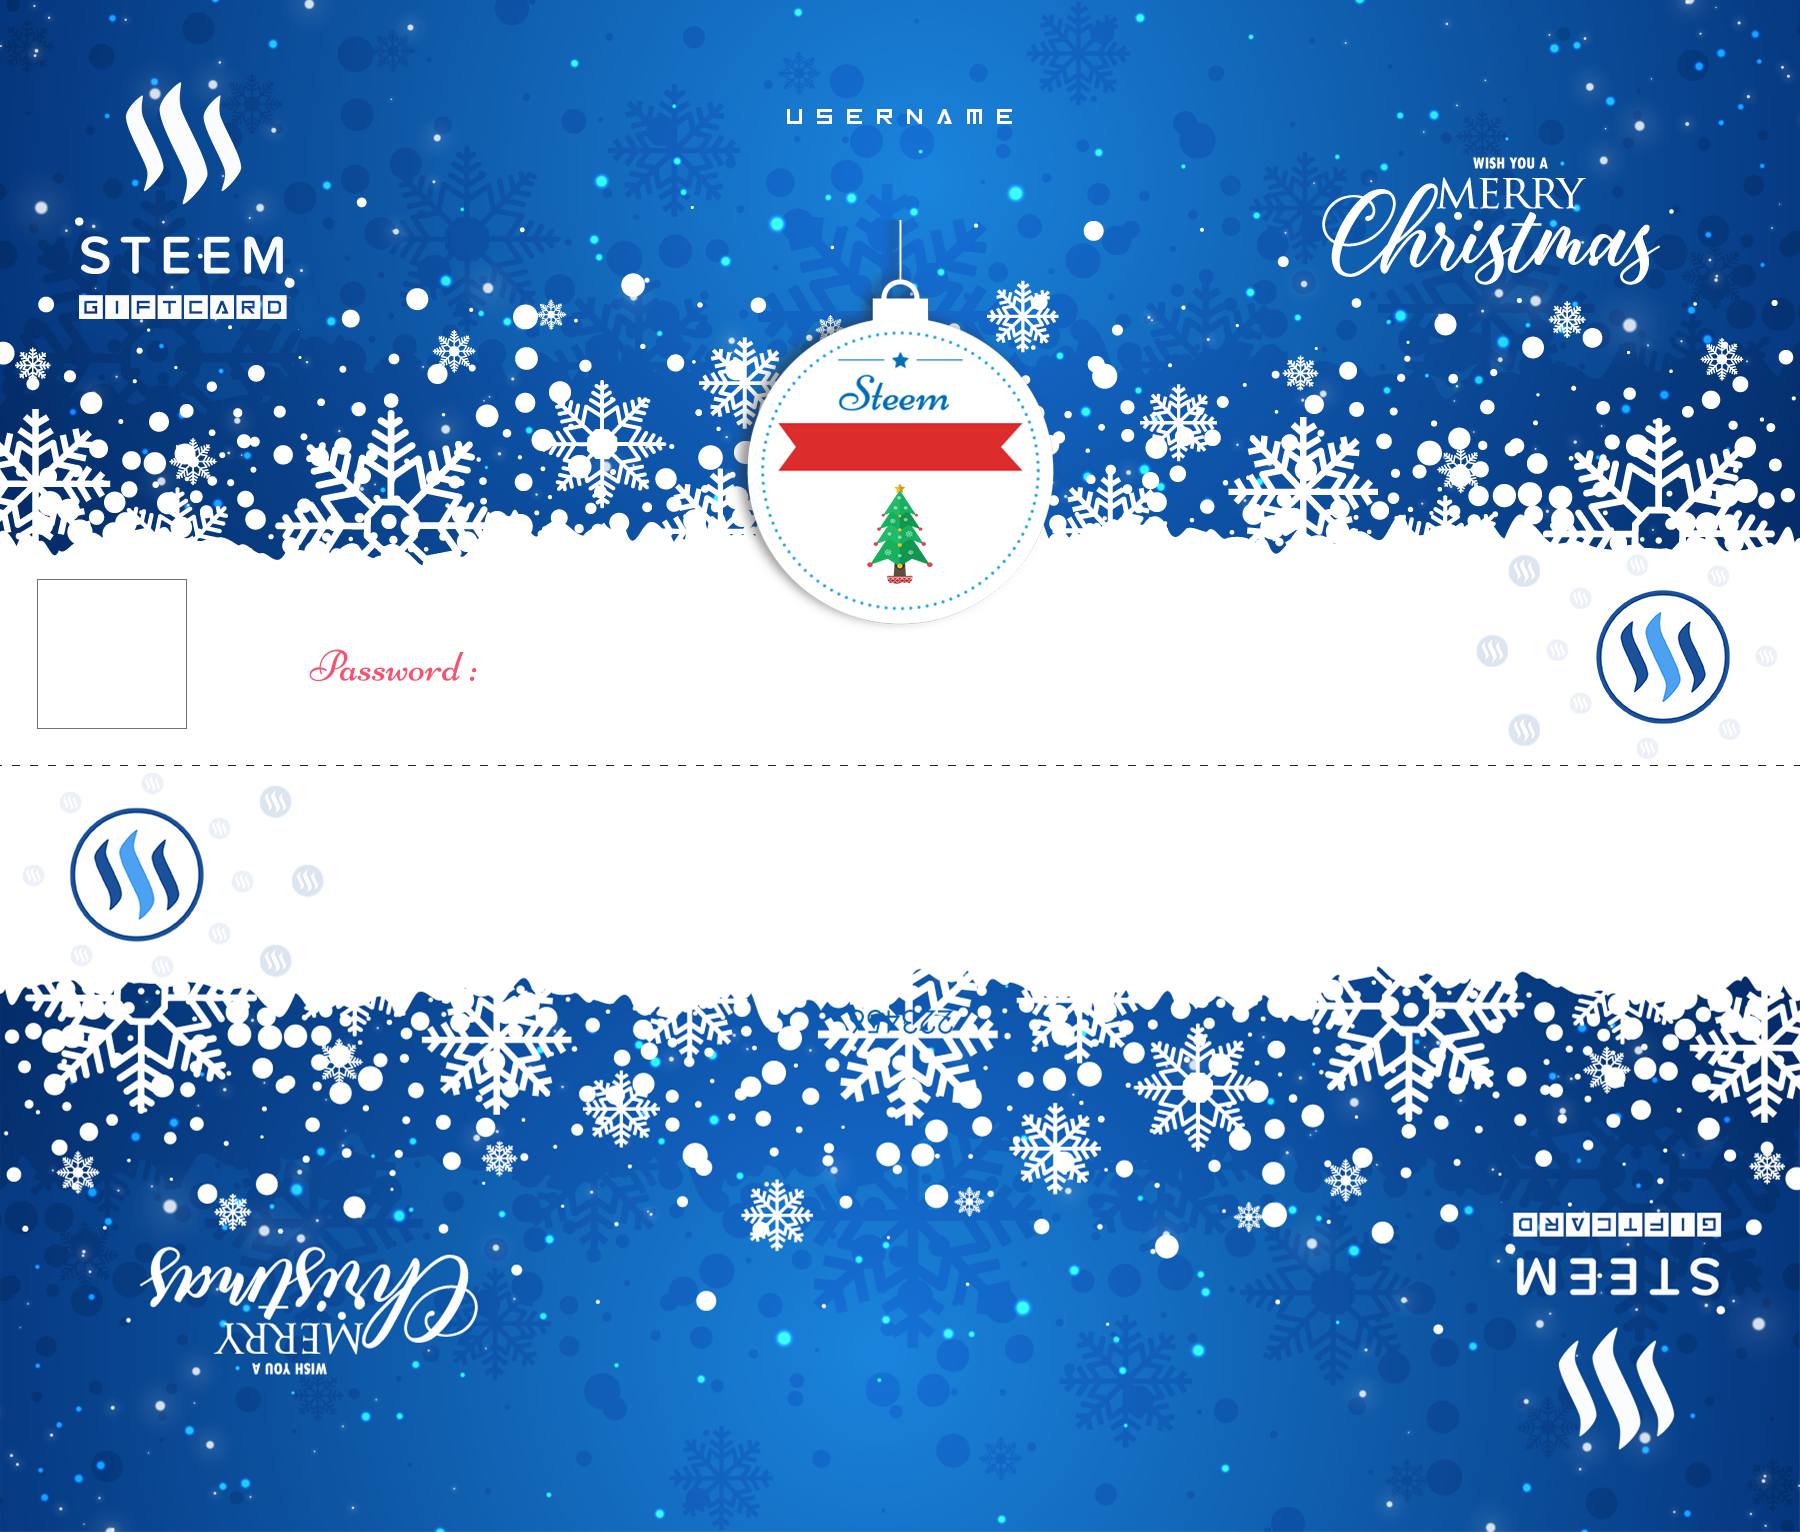 USERNAME
STEEM
GIFTCARD
WISH YOU A
MERRY
Christmas
Steem
Password :
GIFTCARD
STEEM
Christmas
MERRY
WISH YOU A